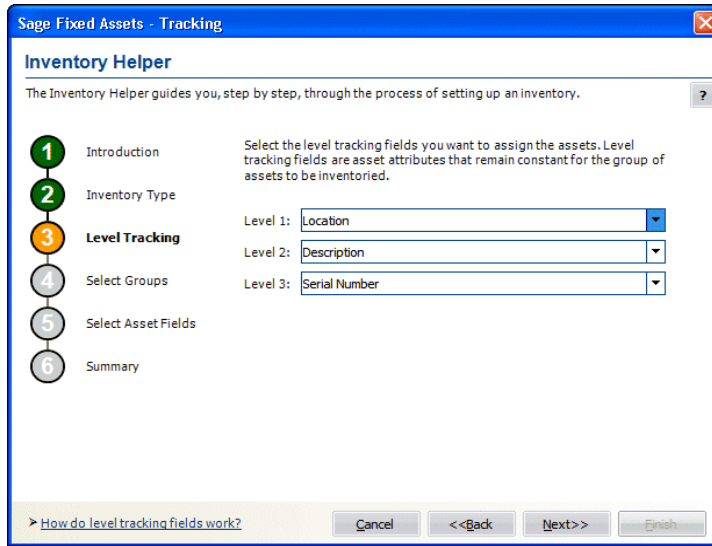 Sage Fixed Assets - Tracking
Inventory Helper
The Inventory Helper guides you, step by step, through the process of setting up an inventory.
?
1 Introduction
2 Inventory Type
3 Level Tracking
4 Select Groups
5 Select Asset Fields
6 Summary
Select the level tracking fields you want to assign the assets. Level
tracking fields are asset attributes that remain constant for the group of
assets to be inventoried.
Level 1: Location
Level 2: Description
Level 3: Serial Number
> How do level tracking fields work?
Cancel
<<Back
Next>>
Finish